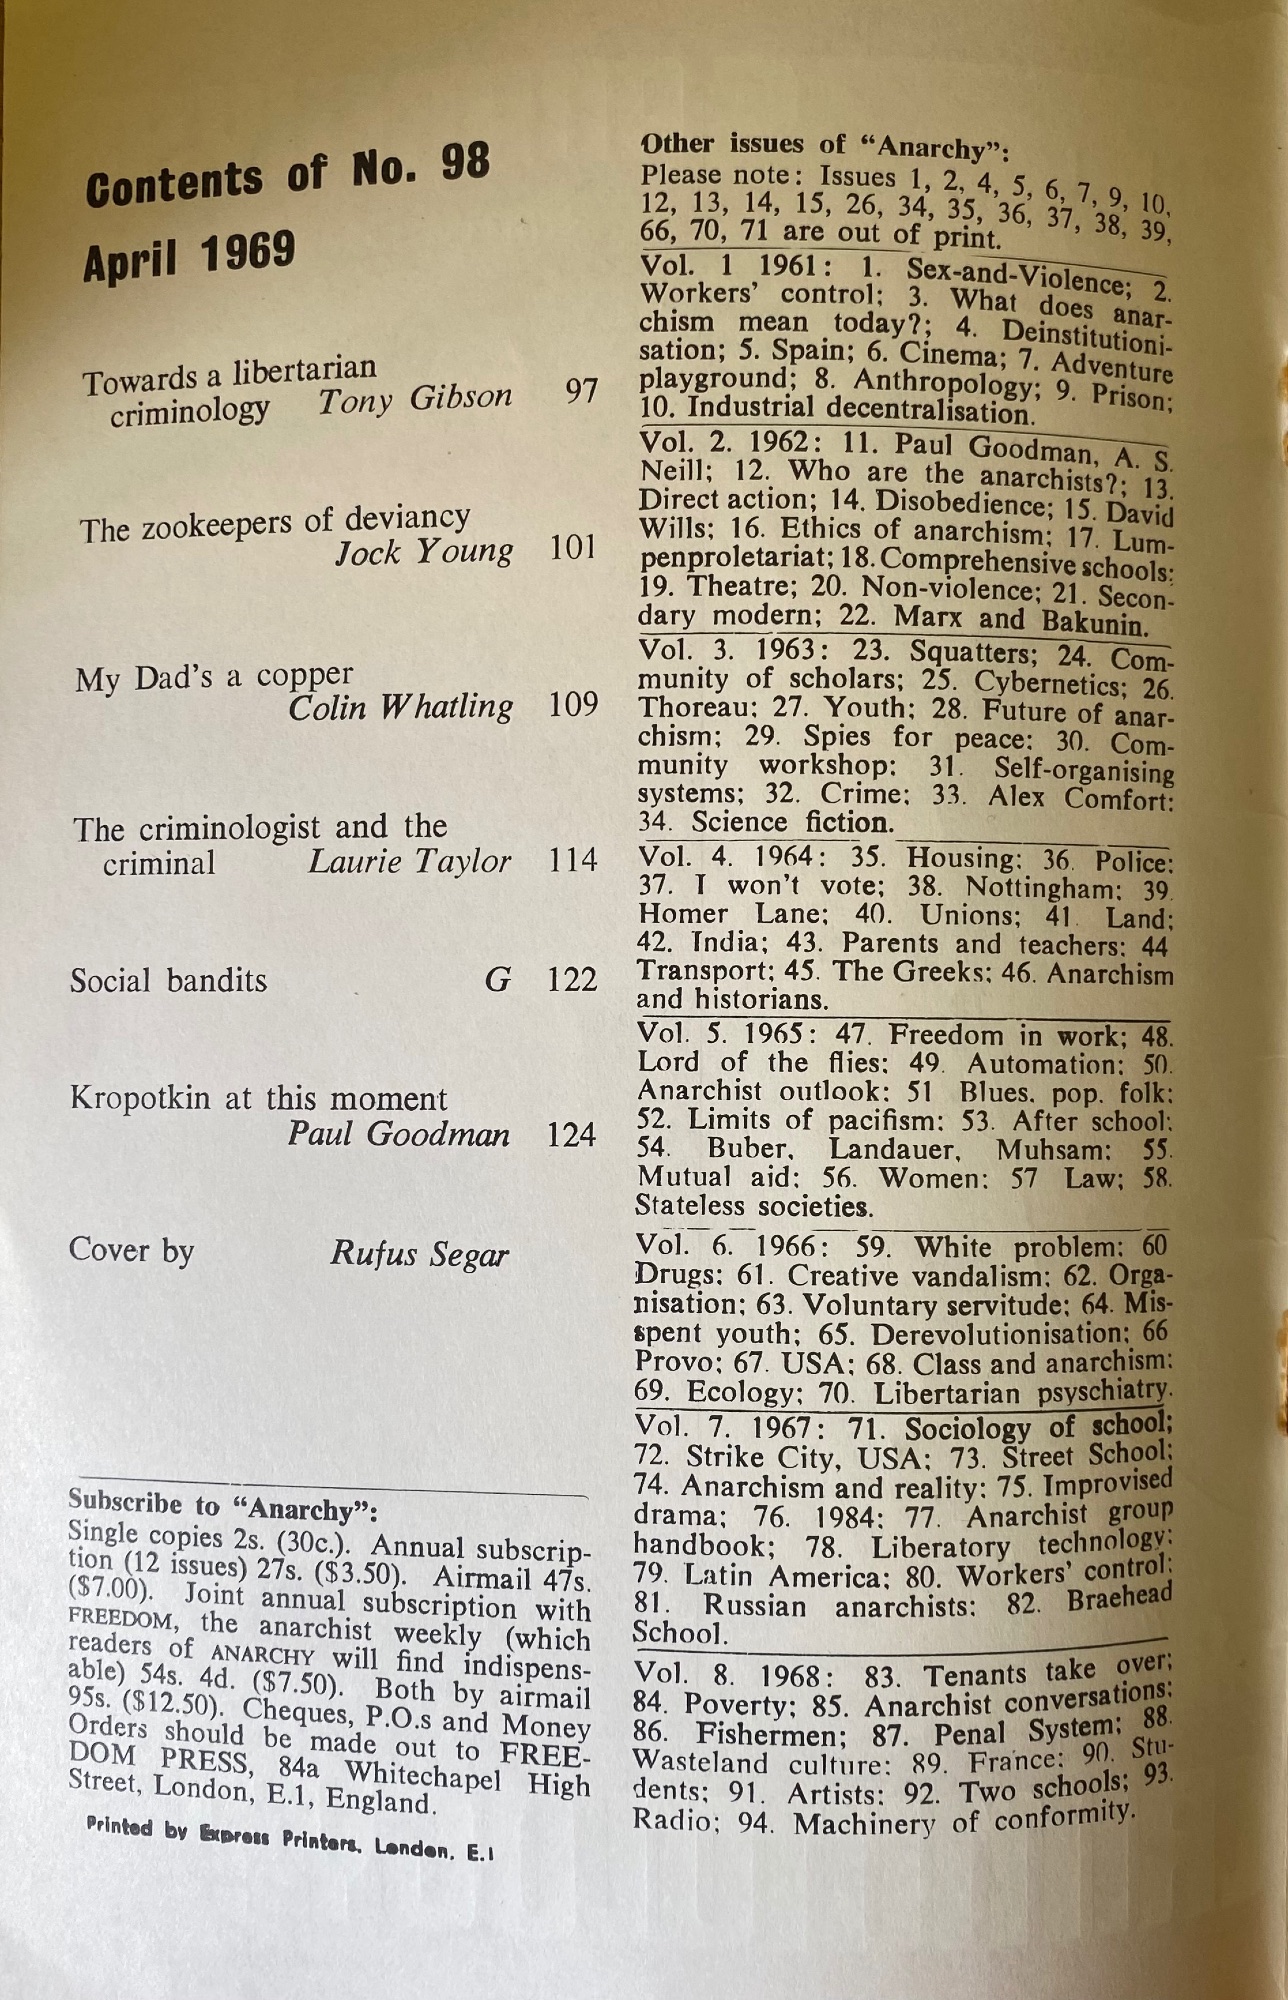 Contents of No. 98
April 1969
Towards a libertarian
criminology Tony Gibson 97
The zookeepers of deviancy
Jock Young 101
My Dad's a copper
Colin Whatling 109
The criminologist and the
criminal Laurie Taylor 114
Social bandits G 122
Kropotkin at this moment
Paul Goodman 124
Cover by Rufus Segar
Subscribe to “Anarchy”:
Single copies 2s. (30c.). Annual subscrip-
tion (12 issues) 27s. ($3.50). Airmail 47s.
($7.00). Joint annual subscription with
FREEDOM, the anarchist weekly (which
readers of ANARCHY will find indispens-
able) 54s. 4d. ($7.50). Both by airmail
95s. ($12.50). Cheques, P.O.s and Money
Orders should be made out to FREE-
DOM PRESS, 84a Whitechapel High
Street, London, E.1, England.
Printed by Express Printers, London, E.1
Other issues of “Anarchy”:
Please note: Issues 1, 2, 4, 5, 6, 7, 9, 10,
12, 13, 14, 15, 26, 34, 35, 36, 37, 38, 39,
66, 70, 71 are out of print.
Vol. 1 1961: 1. Sex-and-Violence; 2.
Workers' control; 3. What does anar-
chism mean today?; 4. Deinstitutioni-
sation; 5. Spain; 6. Cinema; 7. Adventure
playground; 8. Anthropology; 9. Prison;
10. Industrial decentralisation.
Vol. 2. 1962: 11. Paul Goodman, A. S.
Neill; 12. Who are the anarchists?; 13.
Direct action; 14. Disobedience; 15. David
Wills; 16. Ethics of anarchism; 17. Lum-
penproletariat; 18. Comprehensive schools;
19. Theatre; 20. Non-violence; 21. Secon-
dary modern; 22. Marx and Bakunin.
Vol. 3. 1963: 23. Squatters; 24. Com-
munity of scholars; 25. Cybernetics; 26.
Thoreau; 27. Youth; 28. Future of anar-
chism; 29. Spies for peace; 30. Com-
munity workshop; 31. Self-organising
systems; 32. Crime; 33. Alex Comfort;
34. Science fiction.
Vol. 4. 1964: 35. Housing; 36. Police;
37. I won't vote; 38. Nottingham; 39.
Homer Lane; 40. Unions; 41. Land;
42. India; 43. Parents and teachers; 44
Transport; 45. The Greeks; 46. Anarchism
and historians.
Vol. 5. 1965: 47. Freedom in work; 48.
Lord of the flies; 49. Automation; 50.
Anarchist outlook; 51 Blues, pop, folk;
52. Limits of pacifism; 53. After school;
54. Buber, Landauer, Muhsam; 55.
Mutual aid; 56. Women; 57 Law; 58.
Stateless societies.
Vol. 6. 1966: 59. White problem; 60
Drugs; 61. Creative vandalism; 62. Orga-
nisation; 63. Voluntary servitude; 64. Mis-
spent youth; 65. Derevolutionisation; 66
Provo; 67. USA; 68. Class and anarchism;
69. Ecology; 70. Libertarian psyschiatry.
Vol. 7. 1967: 71. Sociology of school;
72. Strike City, USA; 73. Street School;
74. Anarchism and reality; 75. Improvised
drama; 76. 1984; 77. Anarchist group
handbook; 78. Liberatory technology;
79. Latin America; 80. Workers' control;
81. Russian anarchists; 82. Braehead
School.
Vol. 8. 1968: 83. Tenants take over;
84. Poverty; 85. Anarchist conversations;
86. Fishermen; 87. Penal System; 88.
Wasteland culture; 89. France; 90. Stu-
dents; 91. Artists; 92. Two schools; 93.
Radio; 94. Machinery of conformity.